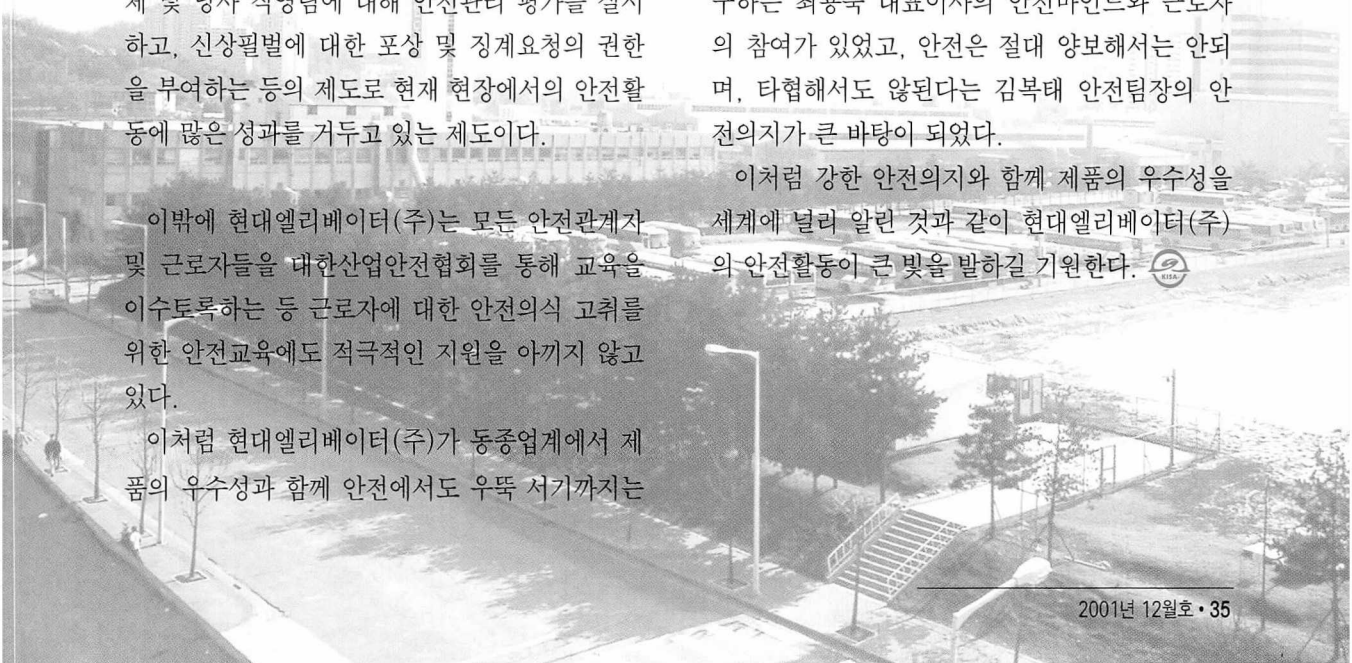 하고, 신상필벌에 대한 포상 및 징계요청의 권한
을 부여하는 등의 제도로 현재 현장에서의 안전활
동에 많은 성과를 거두고 있는 제도이다.
이밖에 현대엘리베이터(주)는 모든 안전관계자
및 근로자들을 대한산업안전협회를 통해 교육을
이수토록하는 등 근로자에 대한 안전의식 고취를
위한 안전교육에도 적극적인 지원을 아끼지 않고
있다.
이처럼 현대엘리베이터(주)가 동종업계에서 제
품의 우수성과 함께 안전에서도 우뚝 서기까지는
의 참여가 있었고, 안전은 절대 양보해서는 안되
며, 타협해서도 않된다는 김복태 안전팀장의 안
전의지가 큰 바탕이 되었다.
이처럼 강한 안전의지와 함께 제품의 우수성을
세계에 널리 알린 것과 같이 현대엘리베이터(주)
의 안전활동이 큰 빛을 발하길 기원한다. KISA
2001년 12월호 • 35